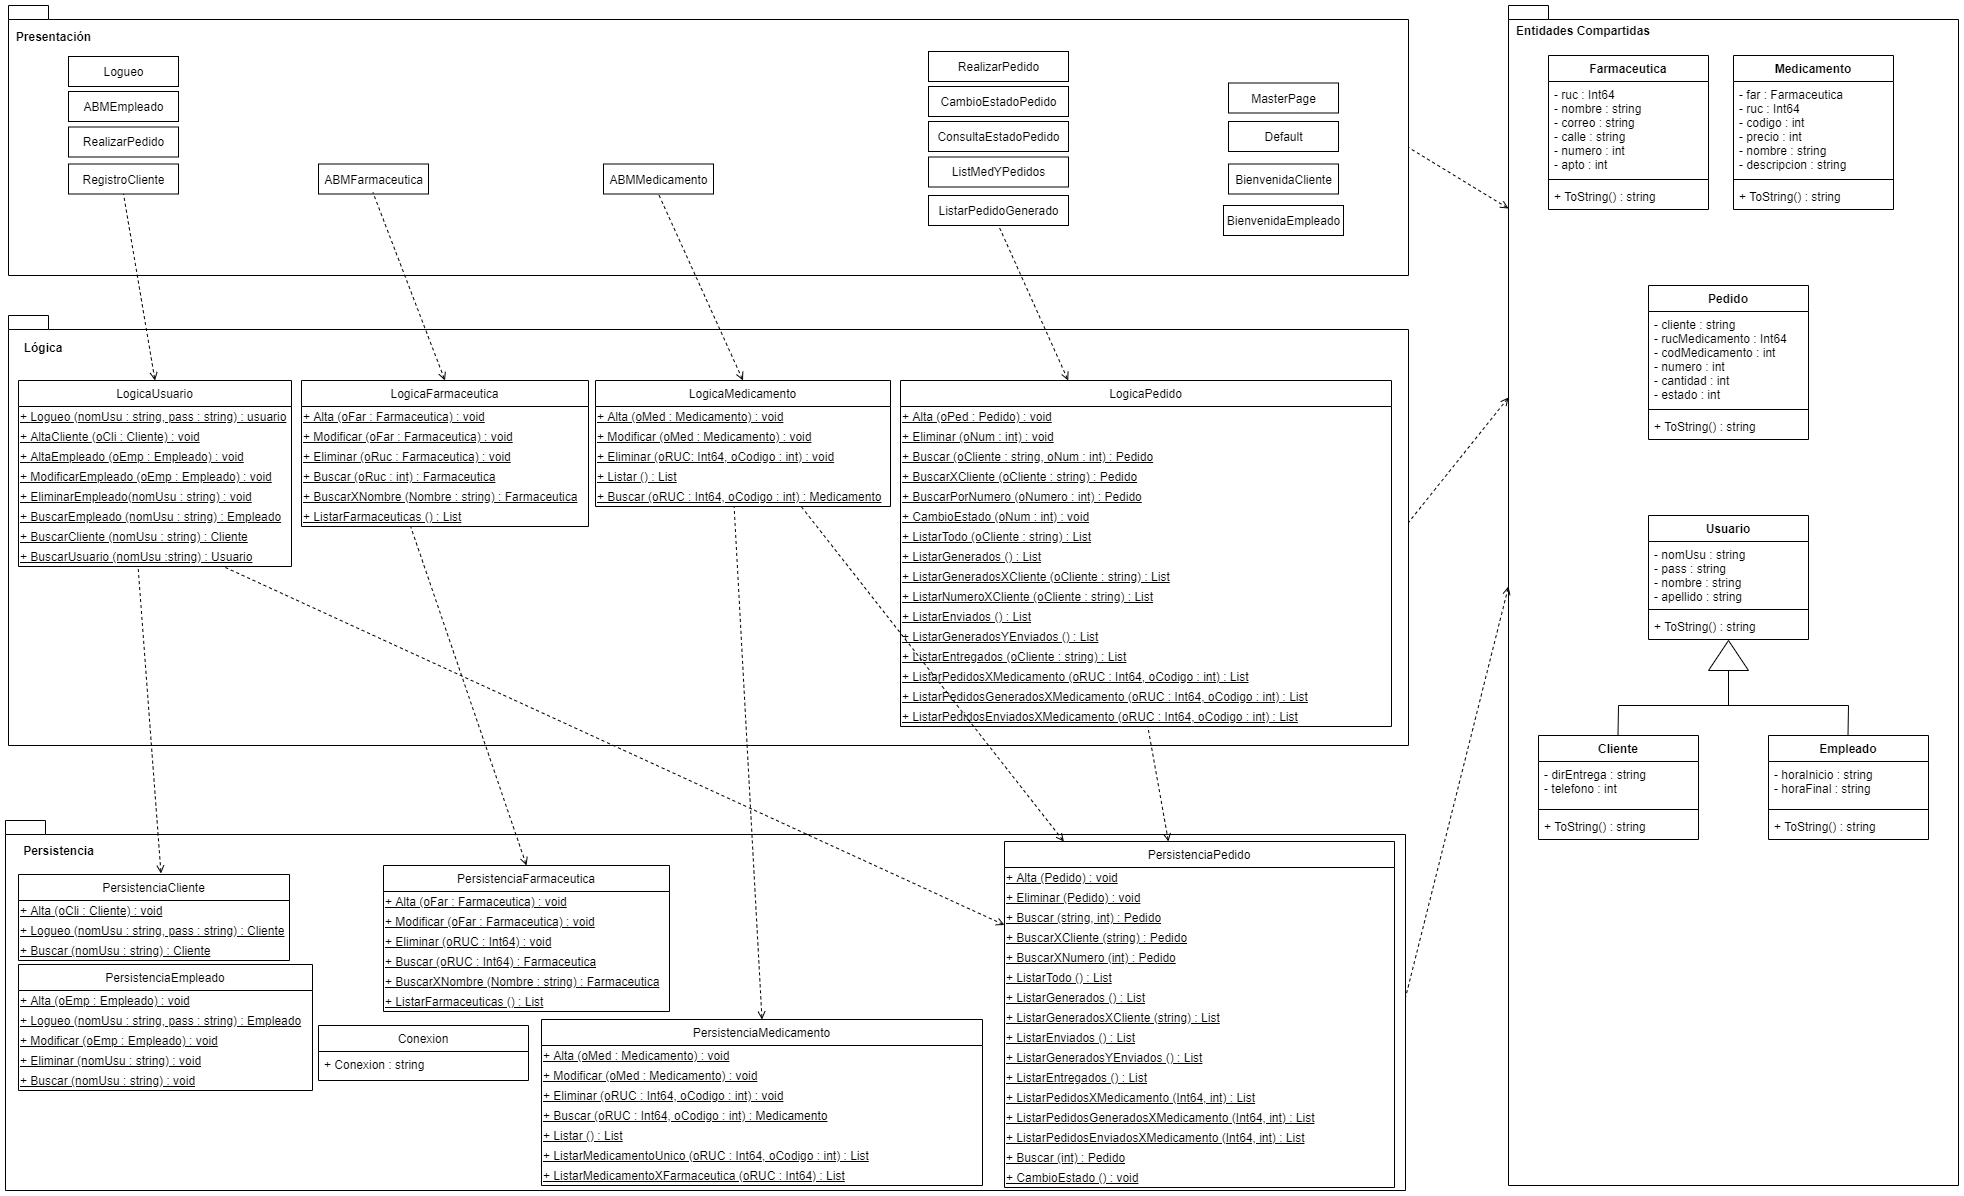 Presentación
Logueo
ABMEmpleado
RealizarPedido
RegistroCliente
ABMFarmaceutica
ABMMedicamento
RealizarPedido
CambioEstadoPedido
ConsultaEstadoPedido
ListMedYPedidos
ListarPedidoGenerado
MasterPage
Default
BienvenidaCliente
BienvenidaEmpleado
Lógica
LogicaUsuario
+ Logueo (nomUsu : string, pass : string) : usuario
+ AltaCliente (oCli : Cliente) : void
+ AltaEmpleado (oEmp : Empleado) : void
+ ModificarEmpleado (oEmp : Empleado) : void
+ EliminarEmpleado(nomUsu : string) : void
+ BuscarEmpleado (nomUsu : string) : Empleado
+ BuscarCliente (nomUsu : string) : Cliente
+ BuscarUsuario (nomUsu :string) : Usuario
LogicaFarmaceutica
+ Alta (oFar : Farmaceutica) : void
+ Modificar (oFar : Farmaceutica) : void
+ Eliminar (oRuc : Farmaceutica) : void
+ Buscar (oRuc : int) : Farmaceutica
+ BuscarXNombre (Nombre : string) : Farmaceutica
+ ListarFarmaceuticas () : List
LogicaMedicamento
+ Alta (oMed : Medicamento) : void
+ Modificar (oMed : Medicamento) : void
+ Eliminar (oRUC: Int64, oCodigo : int) : void
+ Listar () : List
+ Buscar (oRUC : Int64, oCodigo : int) : Medicamento
LogicaPedido
+ Alta (oPed : Pedido) : void
+ Eliminar (oNum : int) : void
+ Buscar (oCliente : string, oNum : int) : Pedido
+ BuscarXCliente (oCliente : string) : Pedido
+ BuscarPorNumero (oNumero : int) : Pedido
+ CambioEstado (oNum : int) : void
+ ListarTodo (oCliente : string) : List
+ ListarGenerados () : List
+ ListarGeneradosXCliente (oCliente : string) : List
+ ListarNumeroXCliente (oCliente : string) : List
+ ListarEnviados () : List
+ ListarGeneradosYEnviados () : List
+ ListarEntregados (oCliente : string) : List
+ ListarPedidosXMedicamento (oRUC : Int64, oCodigo : int) : List
+ ListarPedidosGeneradosXMedicamento (oRUC : Int64, oCodigo : int) : List
+ ListarPedidosEnviadosXMedicamento (oRUC : Int64, oCodigo : int) : List
Persistencia
PersistenciaCliente
+ Alta (oCli : Cliente) : void
+ Logueo (nomUsu : string, pass : string) : Cliente
+ Buscar (nomUsu : string) : Cliente
PersistenciaEmpleado
+ Alta (oEmp : Empleado) : void
+ Logueo (nomUsu : string, pass : string) : Empleado
+ Modificar (oEmp : Empleado) : void
+ Eliminar (nomUsu : string) : void
+ Buscar (nomUsu : string) : void
PersistenciaFarmaceutica
+ Alta (oFar : Farmaceutica) : void
+ Modificar (oFar : Farmaceutica) : void
+ Eliminar (oRUC : Int64) : void
+ Buscar (oRUC : Int64) : Farmaceutica
+ BuscarXNombre (Nombre : string) : Farmaceutica
+ ListarFarmaceuticas () : List
Conexion
+ Conexion : string
PersistenciaMedicamento
+ Alta (oMed : Medicamento) : void
+ Modificar (oMed : Medicamento) : void
+ Eliminar (oRUC : Int64, oCodigo : int) : void
+ Buscar (oRUC : Int64, oCodigo : int) : Medicamento
+ Listar () : List
+ ListarMedicamentoUnico (oRUC : Int64, oCodigo : int) : List
+ ListarMedicamentoXFarmaceutica (oRUC : Int64) : List
PersistenciaPedido
+ Alta (Pedido) : void
+ Eliminar (Pedido) : void
+ Buscar (string, int) : Pedido
+ BuscarXCliente (string) : Pedido
+ BuscarXNumero (int) : Pedido
+ ListarTodo () : List
+ ListarGenerados () : List
+ ListarGeneradosXCliente (string) : List
+ ListarEnviados () : List
+ ListarGeneradosYEnviados () : List
+ ListarEntregados () : List
+ ListarPedidosXMedicamento (Int64, int) : List
+ ListarPedidosGeneradosXMedicamento (Int64, int) : List
+ ListarPedidosEnviadosXMedicamento (Int64, int) : List
+ Buscar (int) : Pedido
+ CambioEstado () : void
Entidades Compartidas
Farmaceutica
- ruc : Int64
- nombre : string
- correo : string
- calle : string
- numero : int
- apto : int
+ ToString() : string
Medicamento
- far : Farmaceutica
- ruc : Int64
- codigo : int
- precio : int
- nombre : string
- descripcion : string
+ ToString() : string
Pedido
- cliente : string
- rucMedicamento : Int64
- codMedicamento : int
- numero : int
- cantidad : int
- estado : int
+ ToString() : string
Usuario
- nomUsu : string
- pass : string
- nombre : string
- apellido : string
+ ToString() : string
Cliente
- dirEntrega : string
- telefono : int
+ ToString() : string
Empleado
- horaInicio : string
- horaFinal : string
+ ToString() : string